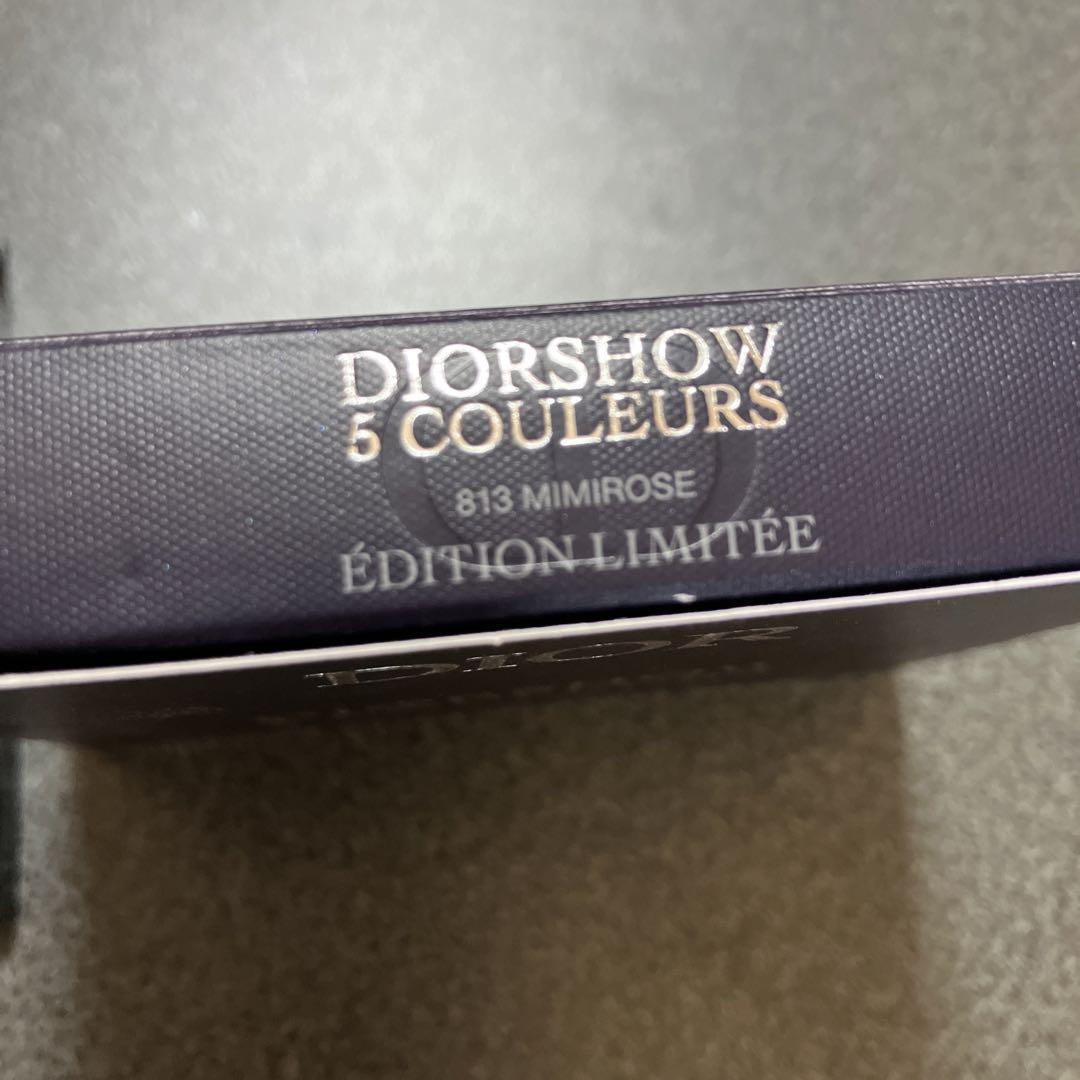 DIORSHOW
5 COULEURS
813 MIMIROSE
ÉDITION LIMITÉE
DIOR